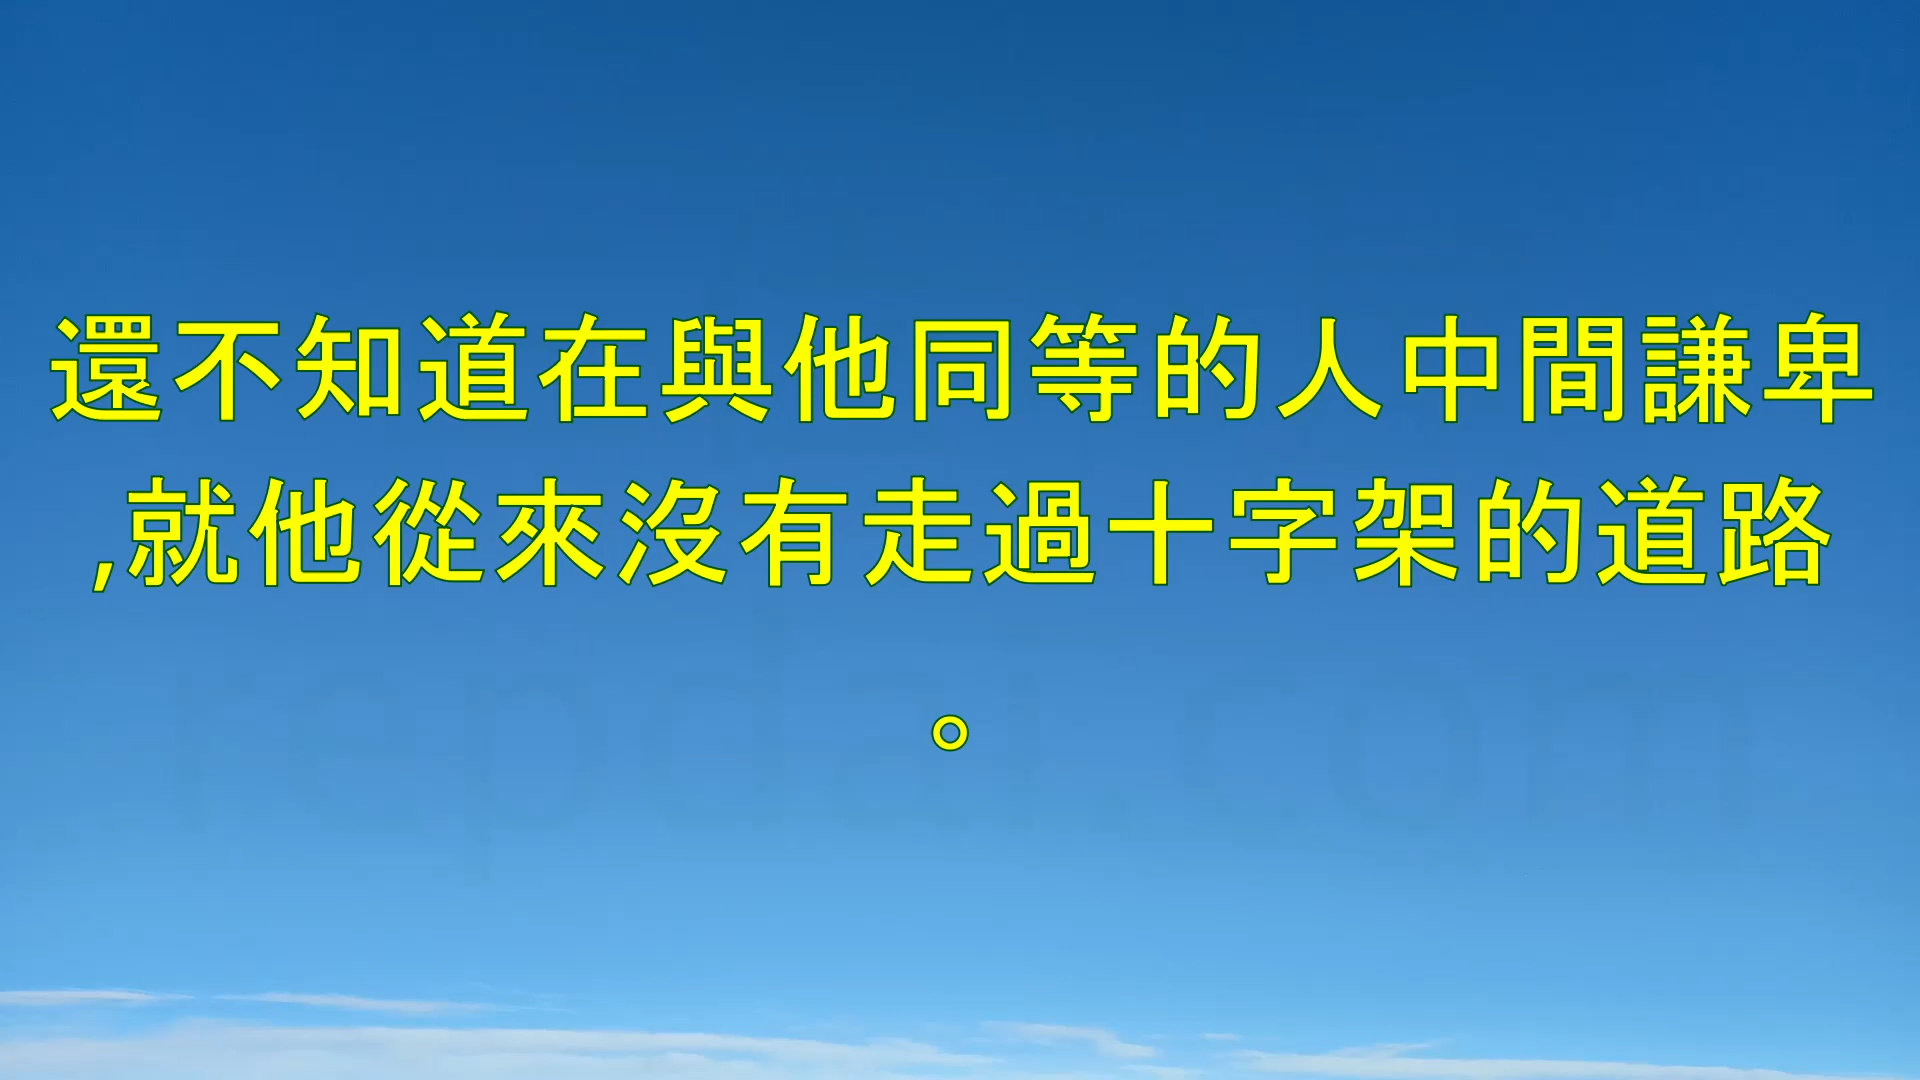 還不知道在與他同等的人中間謙卑
,就他從來沒有走過十字架的道路
。